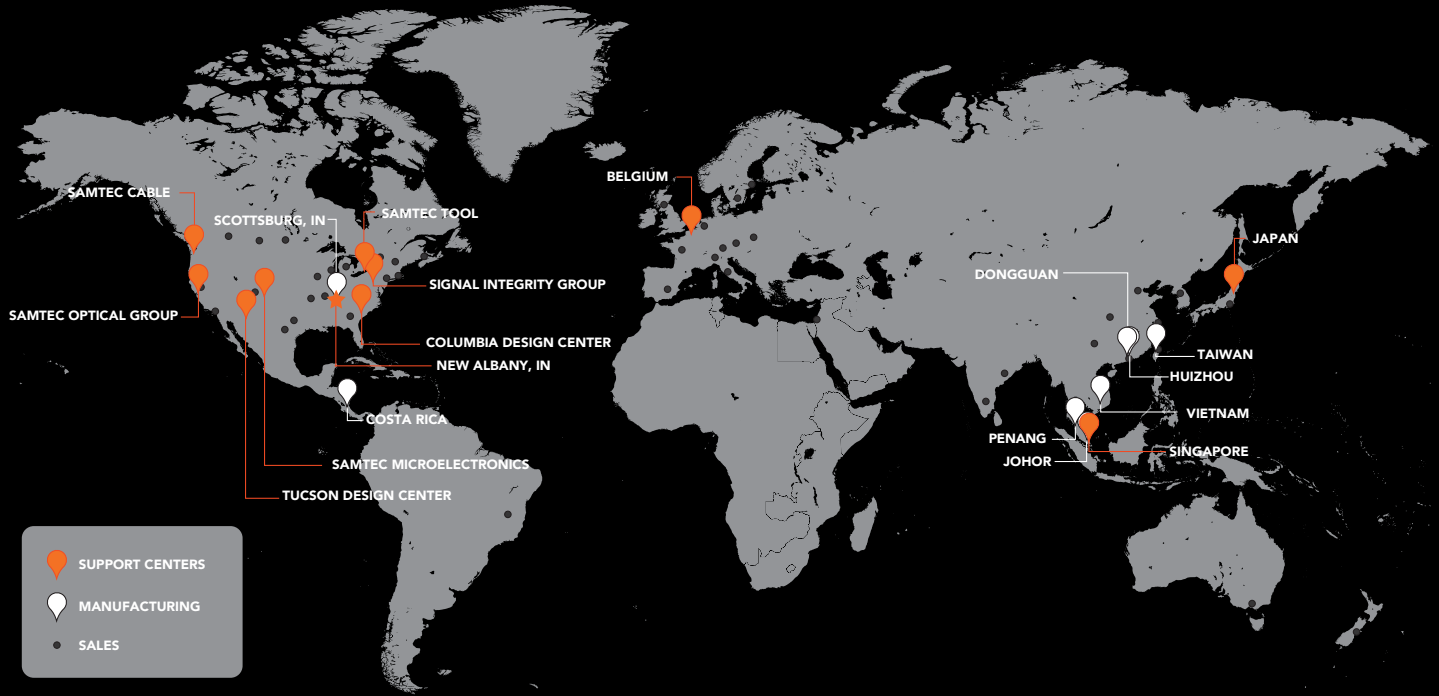 BELGIUM
SAMTEC CABLE
SCOTTSBURG, IN
SAMTEC TOOL
JAPAN
DONGGUAN
SIGNAL INTEGRITY GROUP
SAMTEC OPTICAL GROUP
COLUMBIA DESIGN CENTER
NEW ALBANY, IN
TAIWAN
HUIZHOU
COSTA RICA
VIETNAM
PENANG
SINGAPORE
JOHOR
SAMTEC MICROELECTRONICS
TUCSON DESIGN CENTER
SUPPORT CENTERS
MANUFACTURING
SALES